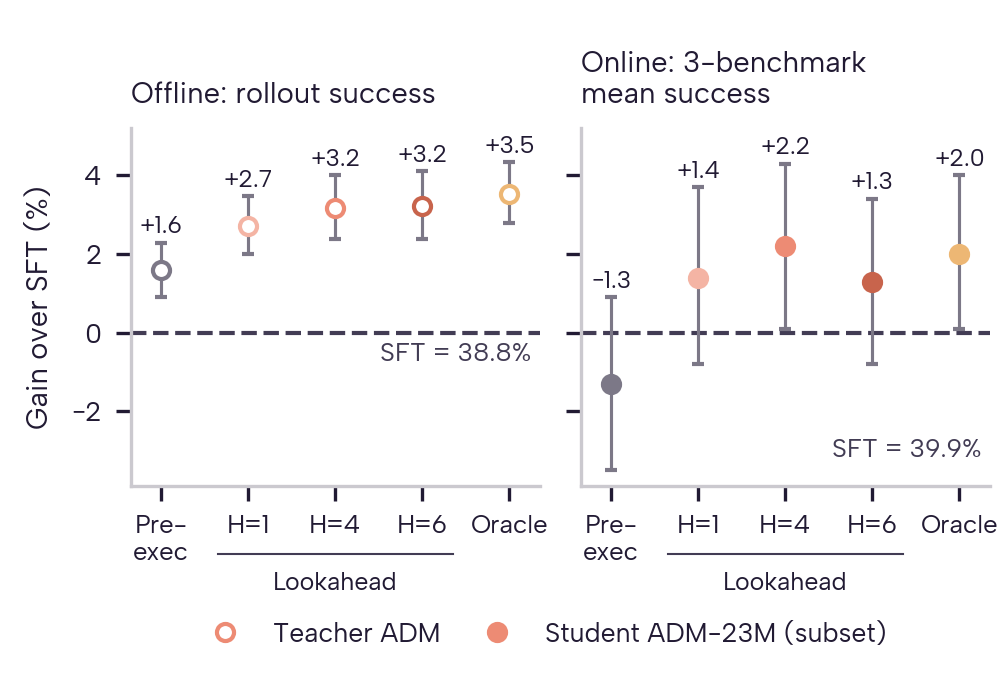 Offline: rollout success
Online: 3-benchmark
mean success
Gain over SFT (%)
4
2
0
−2
+1.6
+2.7
+3.2
+3.2
+3.5
SFT = 38.8%
−1.3
+1.4
+2.2
+1.3
+2.0
SFT = 39.9%
Pre-
exec
H=1
H=4
H=6
Oracle
Lookahead
Pre-
exec
H=1
H=4
H=6
Oracle
Lookahead
Teacher ADM
Student ADM-23M (subset)